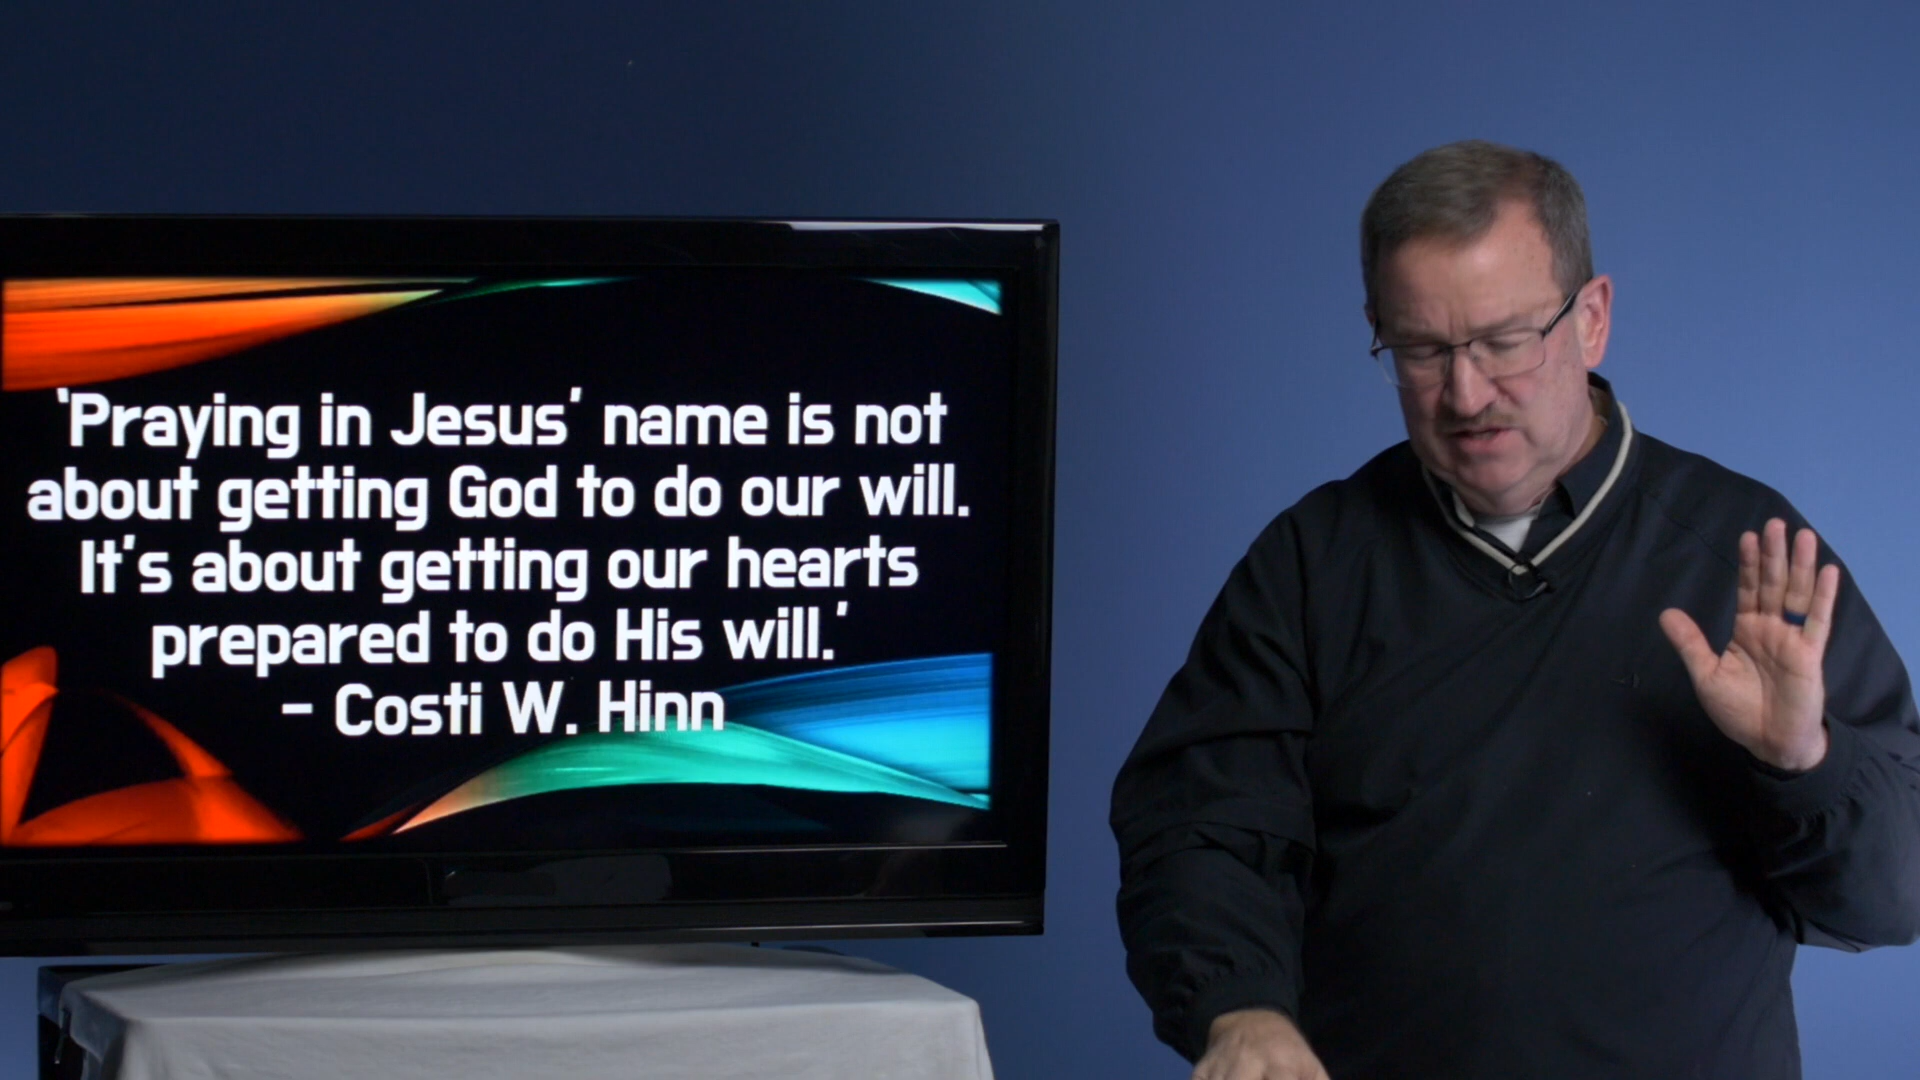 ‘Praying in Jesus’ name is not
about getting God to do our will.
It’s about getting our hearts
prepared to do His will.’
– Costi W. Hinn